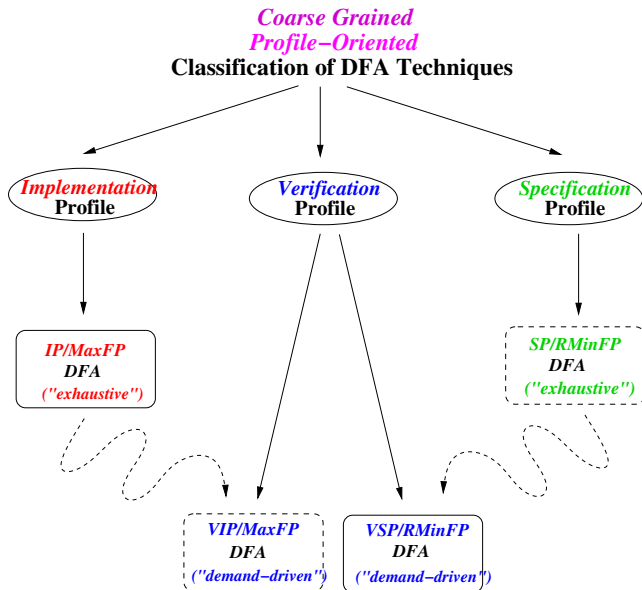 Coarse Grained
Profile−Oriented
Classification of DFA Techniques
Implementation
Profile
Verification
Profile
Specification
Profile
IP/MaxFP
DFA
("exhaustive")
SP/RMinFP
DFA
("exhaustive")
VIP/MaxFP
DFA
("demand−driven")
VSP/RMinFP
DFA
("demand−driven")